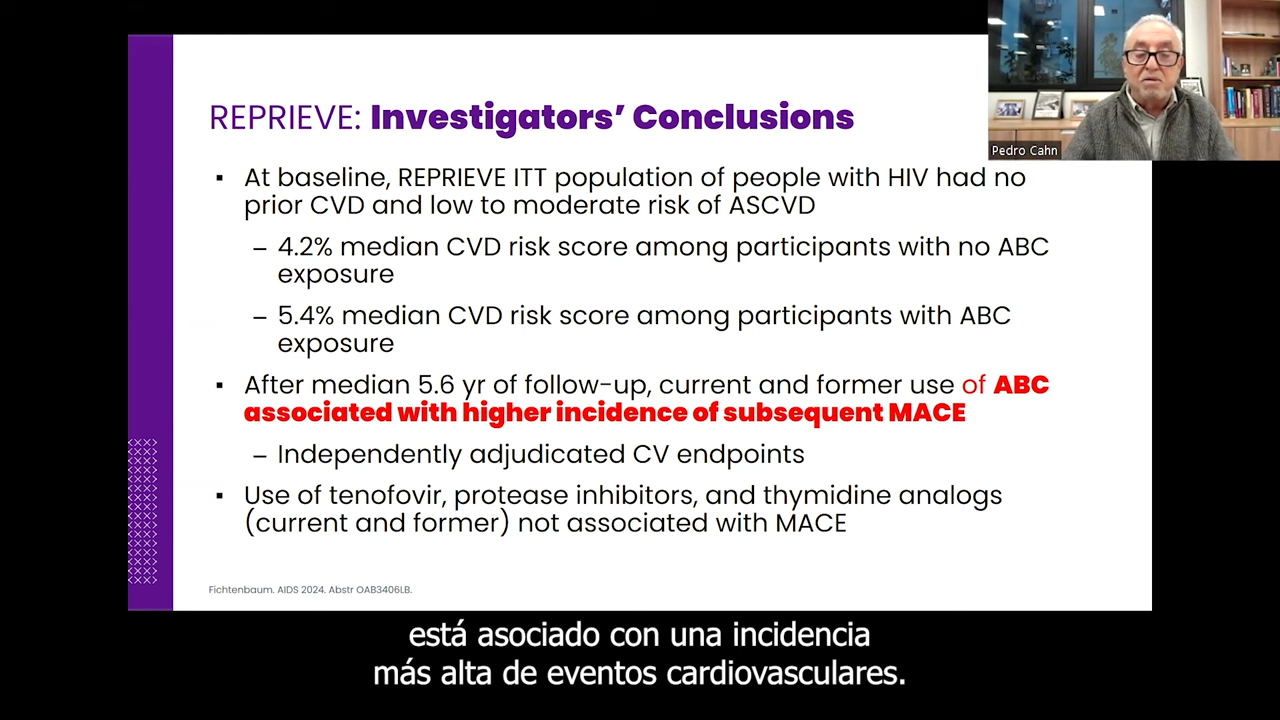 REPRIEVE: Investigators' Conclusions
▪ At baseline, REPRIEVE ITT population of people with HIV had no
prior CVD and low to moderate risk of ASCVD
– 4.2% median CVD risk score among participants with no ABC
exposure
– 5.4% median CVD risk score among participants with ABC
exposure
▪ After median 5.6 yr of follow-up, current and former use of ABC
associated with higher incidence of subsequent MACE
– Independently adjudicated CV endpoints
▪ Use of tenofovir, protease inhibitors, and thymidine analogs
(current and former) not associated with MACE
Fichtenbaum. AIDS 2024. Abstr OAB3406LB.
Pedro Cahn
está asociado con una incidencia
más alta de eventos cardiovasculares.